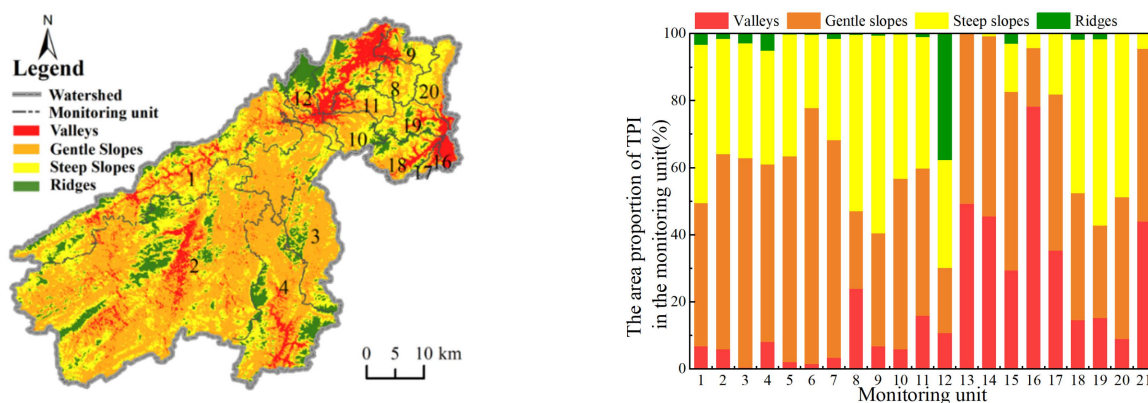 N
Legend
Watershed
Monitoring unit
Valleys
Gentle Slopes
Steep Slopes
Ridges
9
8
12
11
20
19
10
18
16
17
1
3
2
4
0 5 10 km
Valleys Gentle slopes Steep slopes Ridges
The area proportion of TPI
in the monitoring unit(%)
100
80
60
40
20
0
1 2 3 4 5 6 7 8 9 10 11 12 13 14 15 16 17 18 19 20 21
Monitoring unit